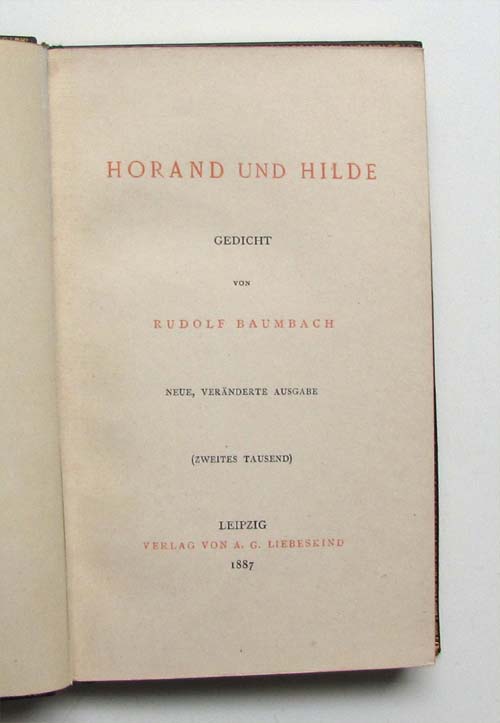 HORAND UND HILDE
GEDICHT
VON
RUDOLF BAUMBACH
NEUE, VERÄNDERTE AUSGABE
(ZWEITES TAUSEND)
LEIPZIG
VERLAG VON A. G. LIEBESKIND
1887